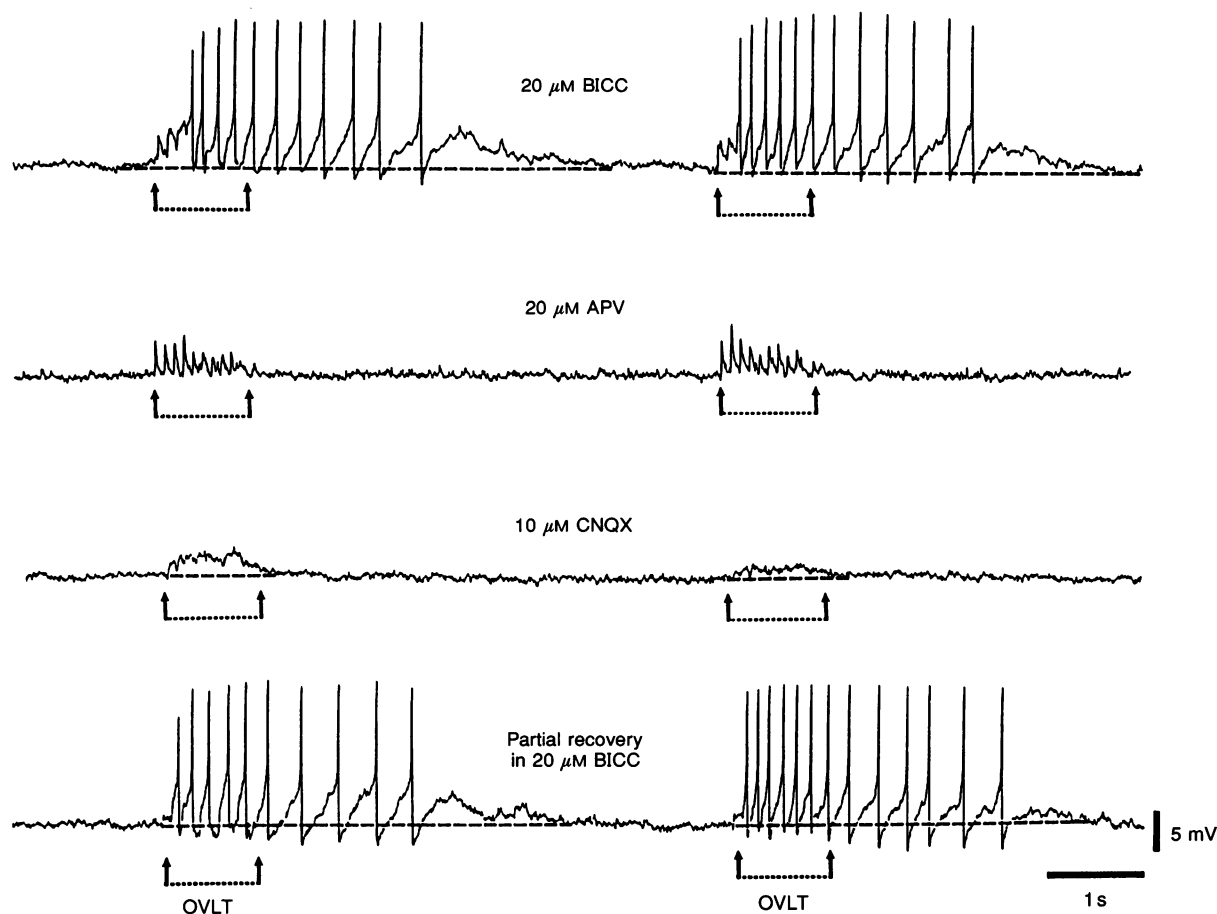 20 μM BICC
20 μM APV
10 μM CNQX
Partial recovery
in 20 μM BICC
5 mV
1 s
OVLT
OVLT